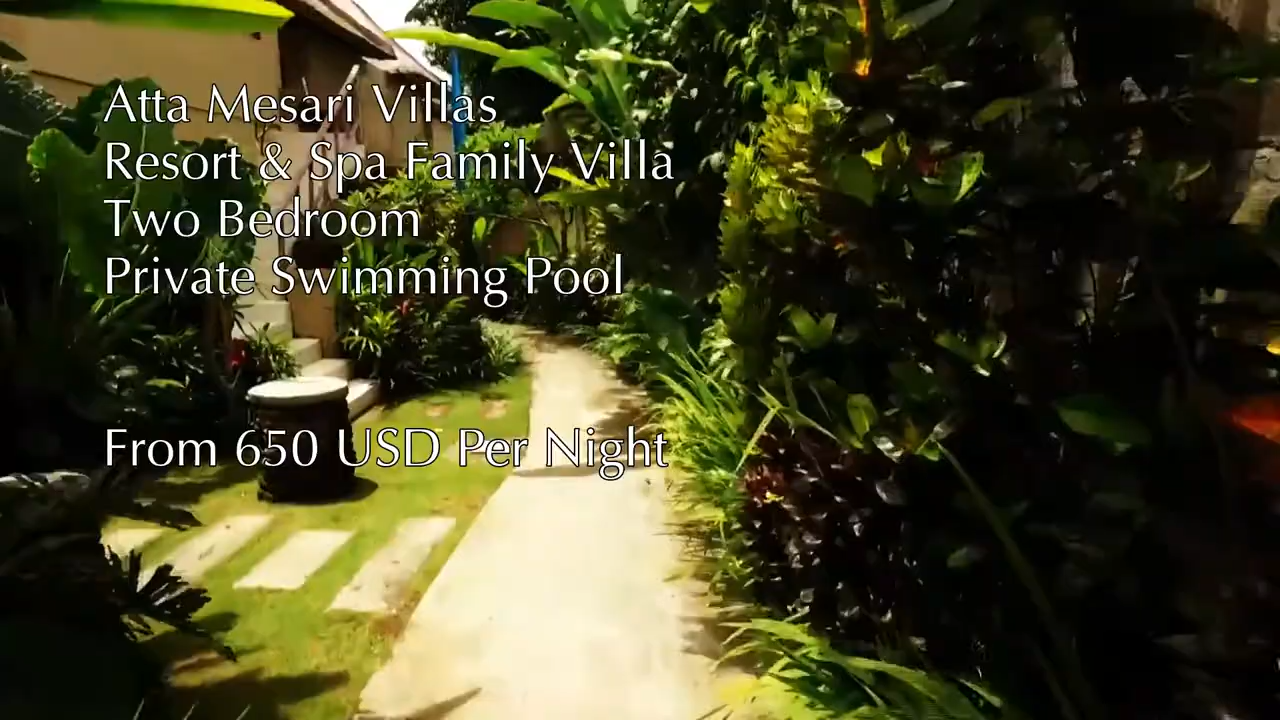 Atta Mesari Villas
Resort & Spa Family Villa
Two Bedroom
Private Swimming Pool
From 650 USD Per Night